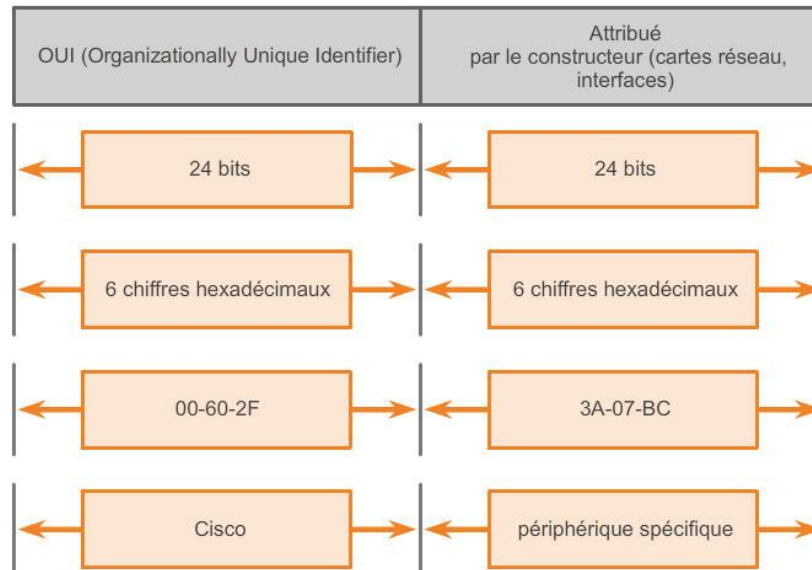 OUI (Organizationally Unique Identifier)
Attribué
par le constructeur (cartes réseau,
interfaces)
24 bits
24 bits
6 chiffres hexadécimaux
6 chiffres hexadécimaux
00-60-2F
3A-07-BC
Cisco
périphérique spécifique